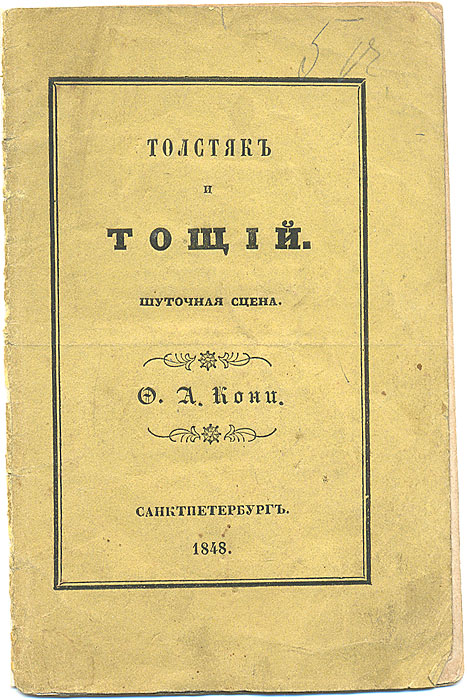 ТОЛСТЯКЪ
И
ТОЩІЙ.
ШУТОЧНАЯ СЦЕНА.
Ѳ. А. Кони.
САНКТПЕТЕРБУРГЪ.
1848.